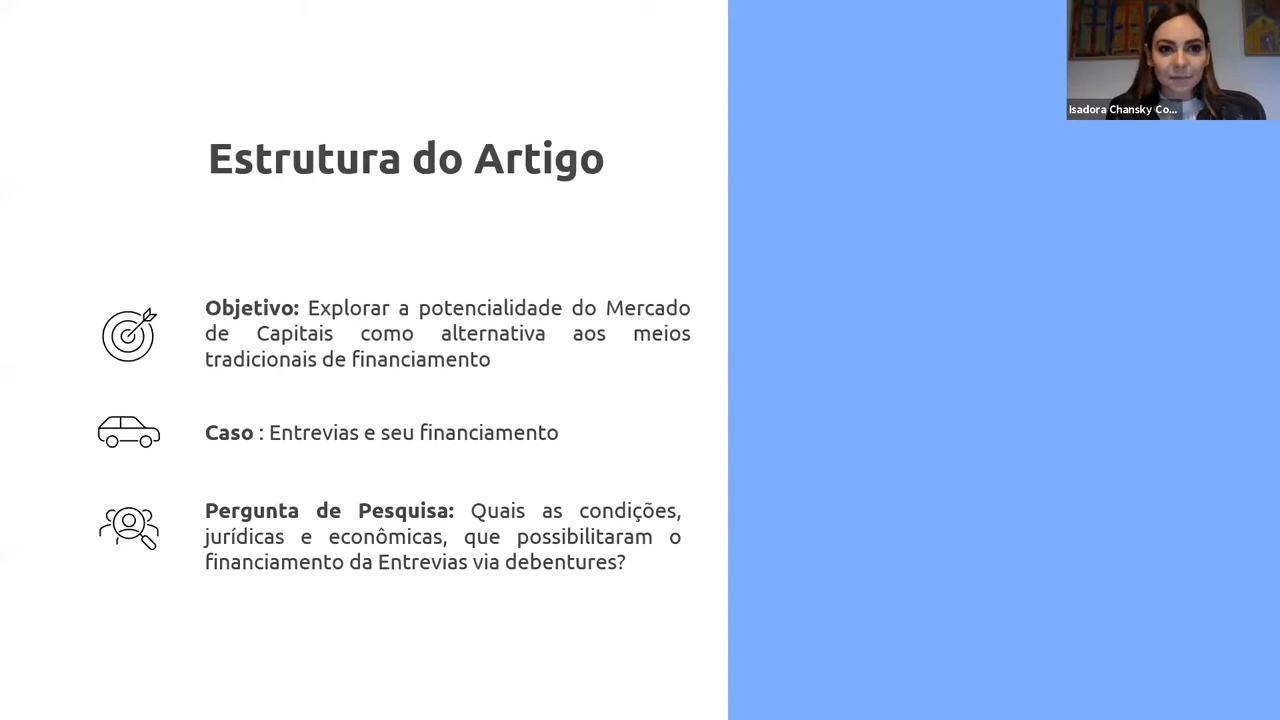 Isadora Chansky Co...
Estrutura do Artigo
Objetivo: Explorar a potencialidade do Mercado
de Capitais como alternativa aos meios
tradicionais de financiamento
Caso : Entrevias e seu financiamento
Pergunta de Pesquisa: Quais as condições,
jurídicas e econômicas, que possibilitaram o
financiamento da Entrevias via debentures?